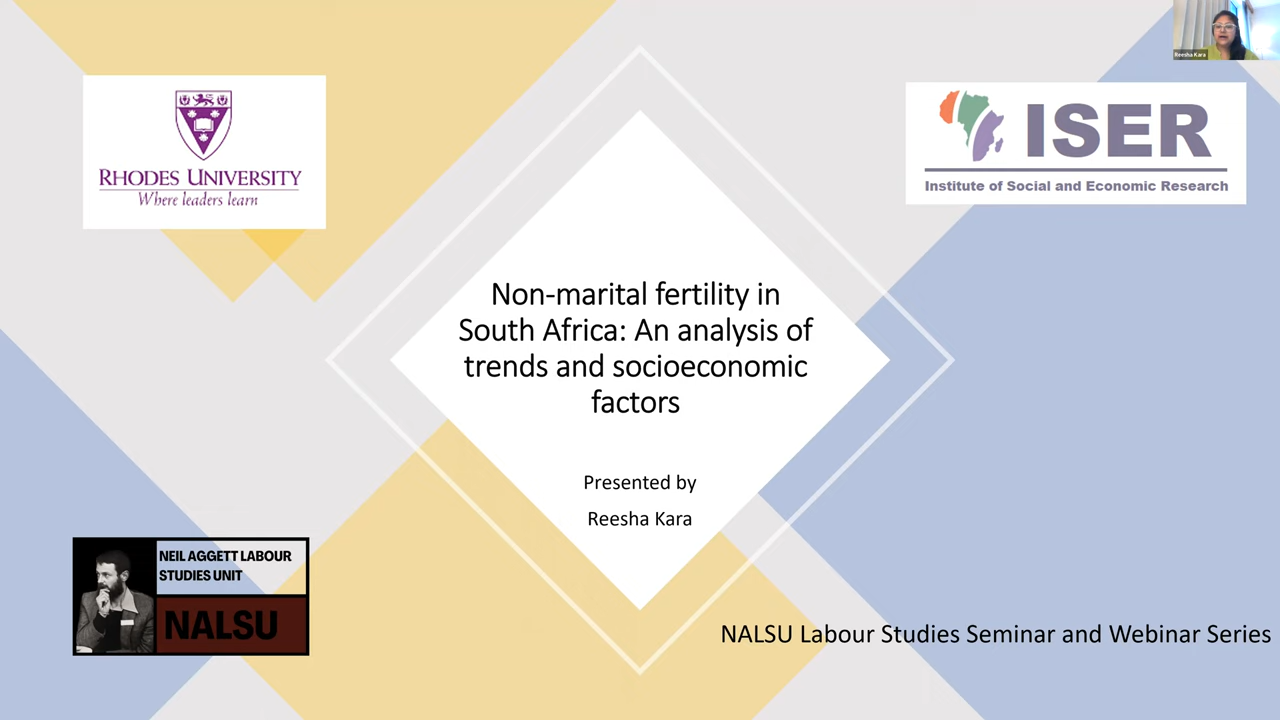 Reesha Kara
RHODES UNIVERSITY
Where leaders learn
ISER
Institute of Social and Economic Research
Non-marital fertility in
South Africa: An analysis of
trends and socioeconomic
factors
Presented by
Reesha Kara
NEIL AGGETT LABOUR
STUDIES UNIT
NALSU
NALSU Labour Studies Seminar and Webinar Series